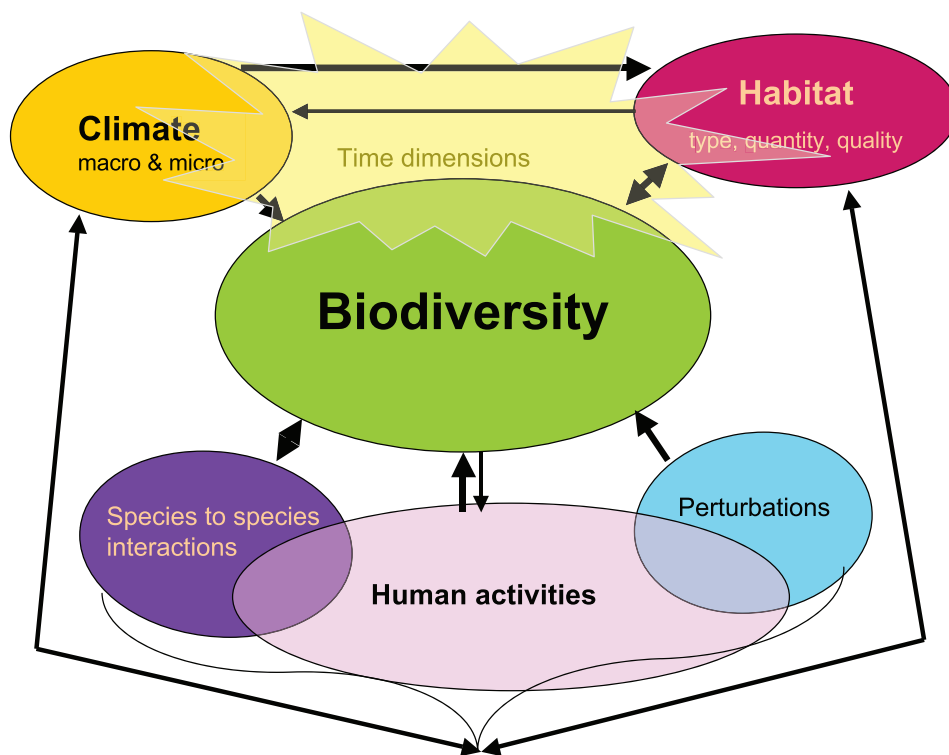 Climate
macro & micro
Habitat
type, quantity, quality
Time dimensions
Biodiversity
Species to species
interactions
Perturbations
Human activities